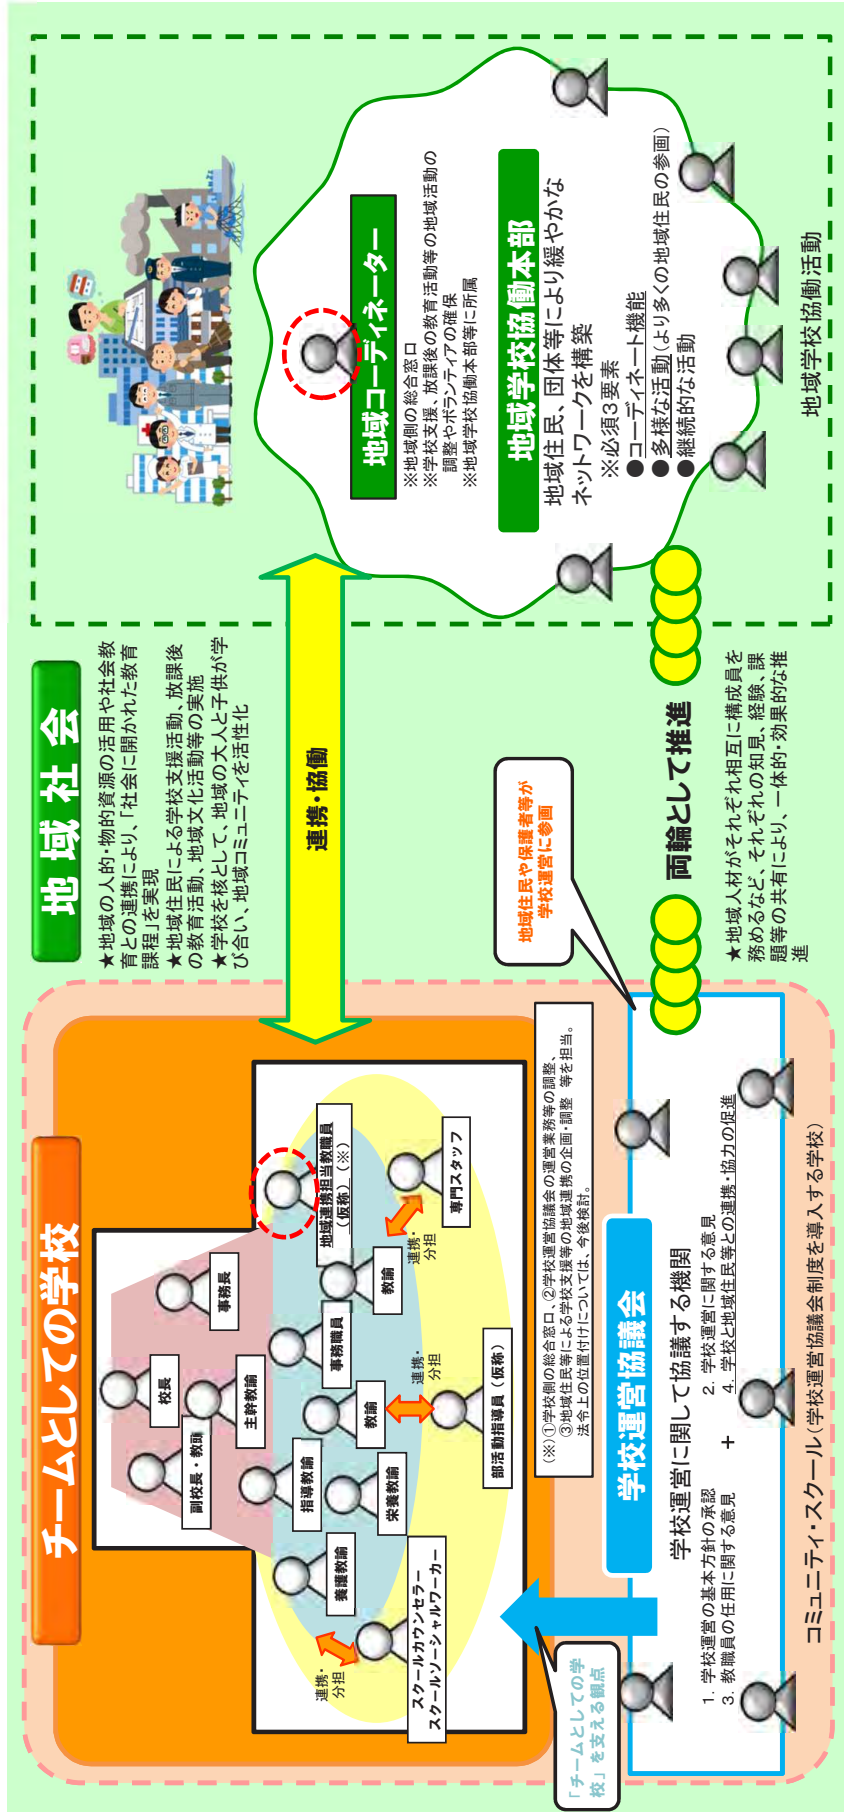 チームとしての学校
校長
副校長・教頭
事務長
主幹教諭
指導教諭
事務職員
地域連携担当教職員
（仮称）（※）
養護教諭
栄養教諭
教諭
教諭
専門スタッフ
連携・
分担
連携・
分担
連携・
分担
スクールカウンセラー
スクールソーシャルワーカー
部活動指導員（仮称）
（※）①学校側の総合窓口、②学校運営協議会の運営業務等の調整、
③地域住民等による学校支援等の地域連携の企画・調整　等を担当。
法令上の位置付けについては、今後検討。
「チームとしての学
校」を支える観点
学校運営協議会
学校運営に関して協議する機関
1. 学校運営の基本方針の承認
2. 学校運営に関する意見
3. 教職員の任用に関する意見
＋
4. 学校と地域住民等との連携・協力の促進
コミュニティ・スクール（学校運営協議会制度を導入する学校）
地域社会
★地域の人的・物的資源の活用や社会教
育との連携により、「社会に開かれた教育
課程」を実現
★地域住民による学校支援活動、放課後
の教育活動、地域文化活動等の実施
★学校を核として、地域の大人と子供が学
び合い、地域コミュニティを活性化
連携・協働
地域住民や保護者等が
学校運営に参画
両輪として推進
★地域人材がそれぞれ相互に構成員を
務めるなど、それぞれの知見、経験、課
題等の共有により、一体的・効果的な推
進
地域コーディネーター
※地域側の総合窓口
※学校支援、放課後の教育活動等の地域活動の
調整やボランティアの確保
※地域学校協働本部等に所属
地域学校協働本部
地域住民、団体等により緩やかな
ネットワークを構築
※必須3要素
●コーディネート機能
●多様な活動（より多くの地域住民の参画）
●継続的な活動
地域学校協働活動